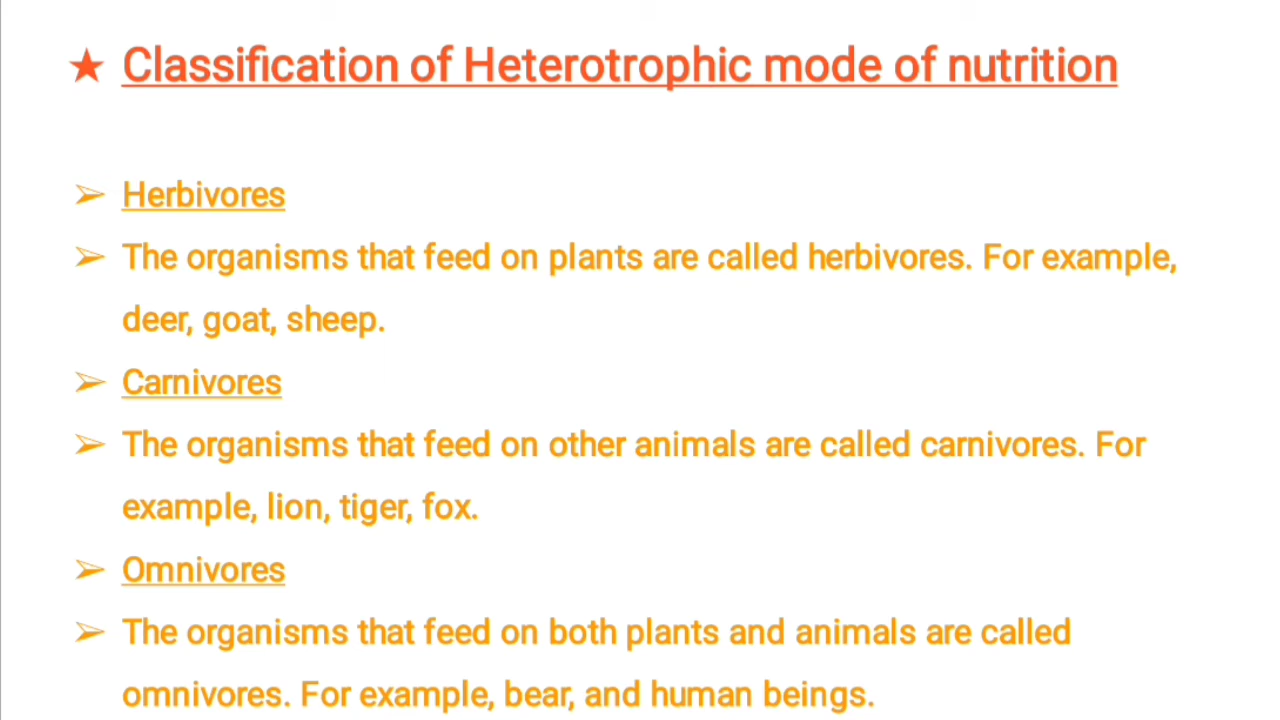 ★ Classification of Heterotrophic mode of nutrition
➢ Herbivores
➢ The organisms that feed on plants are called herbivores. For example,
deer, goat, sheep.
➢ Carnivores
➢ The organisms that feed on other animals are called carnivores. For
example, lion, tiger, fox.
➢ Omnivores
➢ The organisms that feed on both plants and animals are called
omnivores. For example, bear, and human beings.